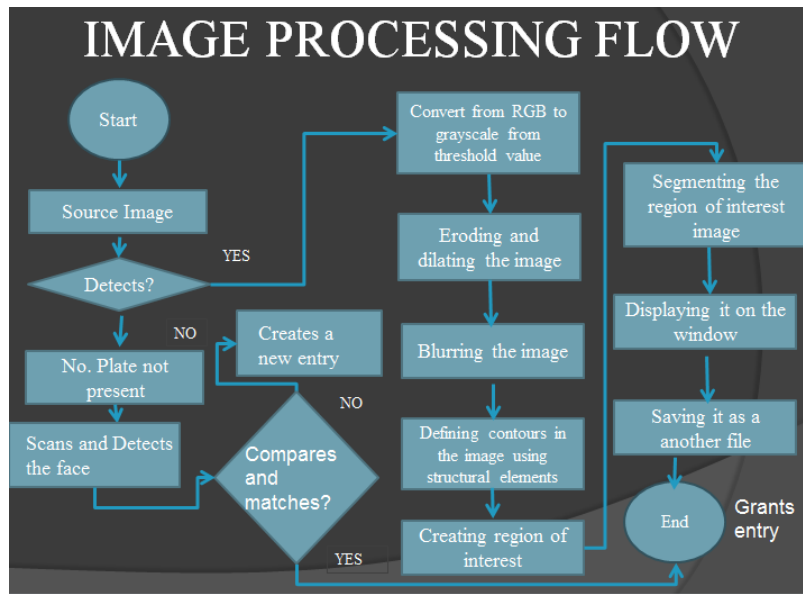 IMAGE PROCESSING FLOW
Start
Source Image
Detects?
YES
NO
No. Plate not
present
Scans and Detects
the face
Creates a
new entry
NO
Compares
and
matches?
YES
Convert from RGB to
grayscale from
threshold value
Eroding and
dilating the image
Blurring the image
Defining contours in
the image using
structural elements
Creating region of
interest
Segmenting the
region of interest
image
Displaying it on the
window
Saving it as a
another file
End
Grants
entry